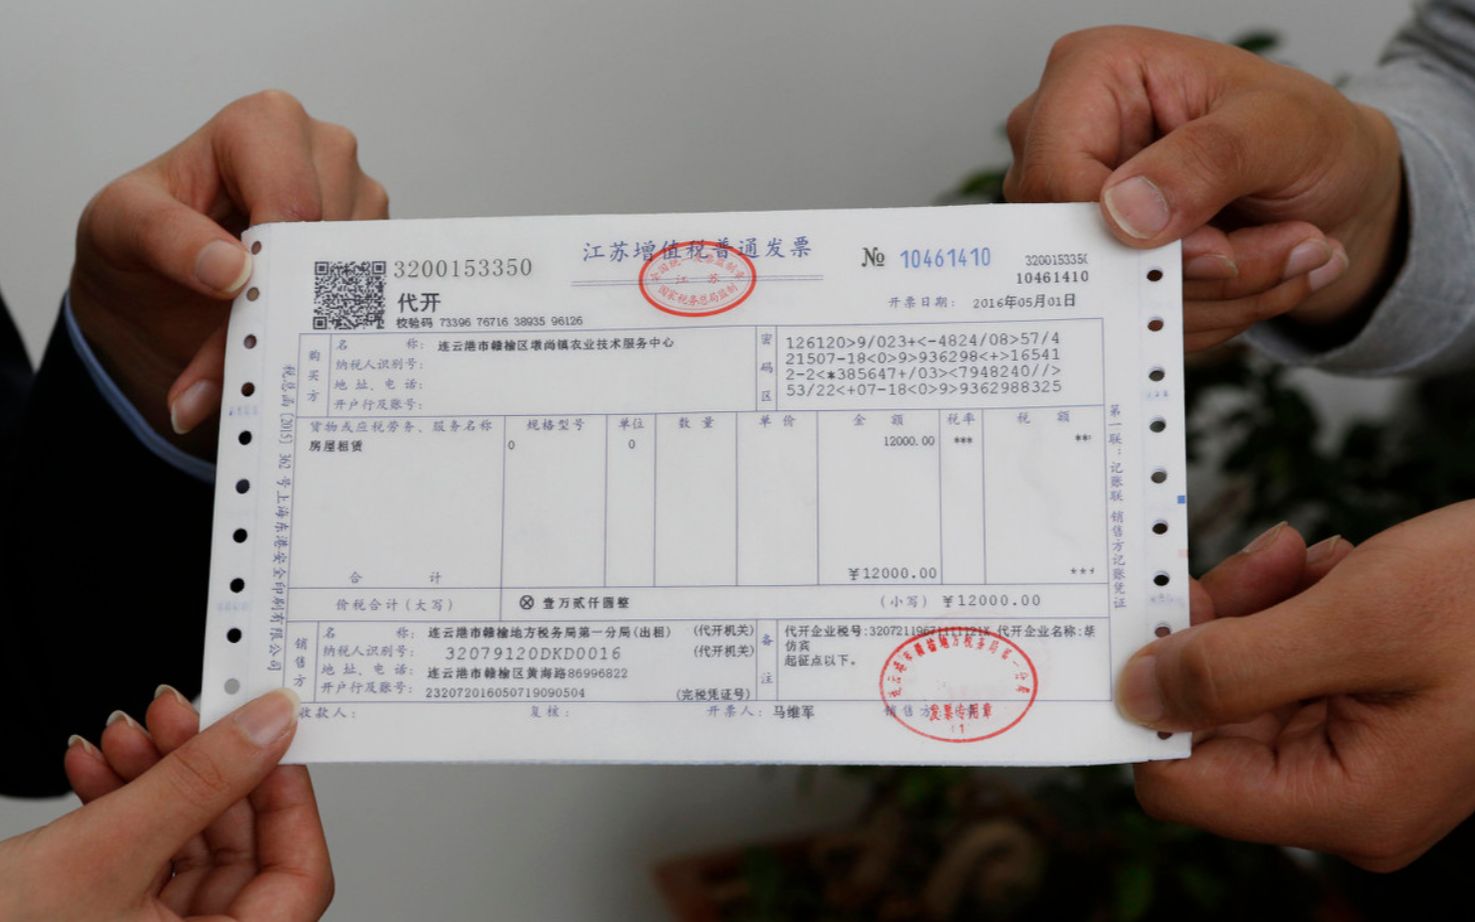 江苏增值税普通发票
3200153350
№ 10461410
3200153350
10461410
代开
校验码 73396 76716 38935 96126
开票日期: 2016年05月01日
购买方
名 称: 连云港市赣榆区墩尚镇农业技术服务中心
纳税人识别号:
地 址、电 话:
开户行及账号:
密码区
126120>9/023+<-4824/08>57/4
21507-18<0>9>936298<+>16541
2-2<*385647+/03><7948240//>
53/22<+07-18<0>9>9362988325
货物或应税劳务、服务名称 规格型号 单位 数 量 单 价 金 额 税率 税 额
房屋租赁 0 0 12000.00 *** **
合 计 ¥12000.00 ***
价税合计(大写) ⊗ 壹万贰仟圆整 (小写) ¥12000.00
销售方
名 称: 连云港市赣榆地方税务局第一分局(出租) (代开机关)
纳税人识别号: 32079120DKD0016 (代开机关)
地 址、电 话: 连云港市赣榆区黄海路86996822
开户行及账号: 232072016050719090504 (完税凭证号)
备注
代开企业税号: 代开企业名称:禁
仿宾
起征点以下。
收款人: 复核: 开票人: 马维军 销售方
税总函〔2015〕362号上海东港安全印刷有限公司
第一联:记账联 销售方记账凭证
江 苏
国家税务总局监制
发票专用章
(1)